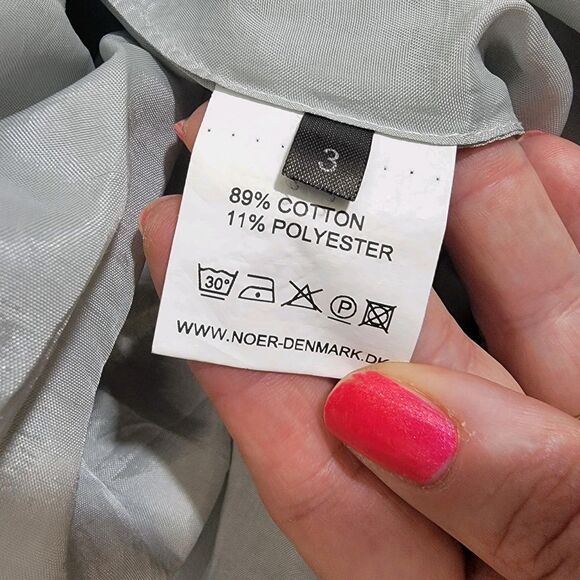 3
89% COTTON
11% POLYESTER
30°
P
WWW.NOER-DENMARK.DK